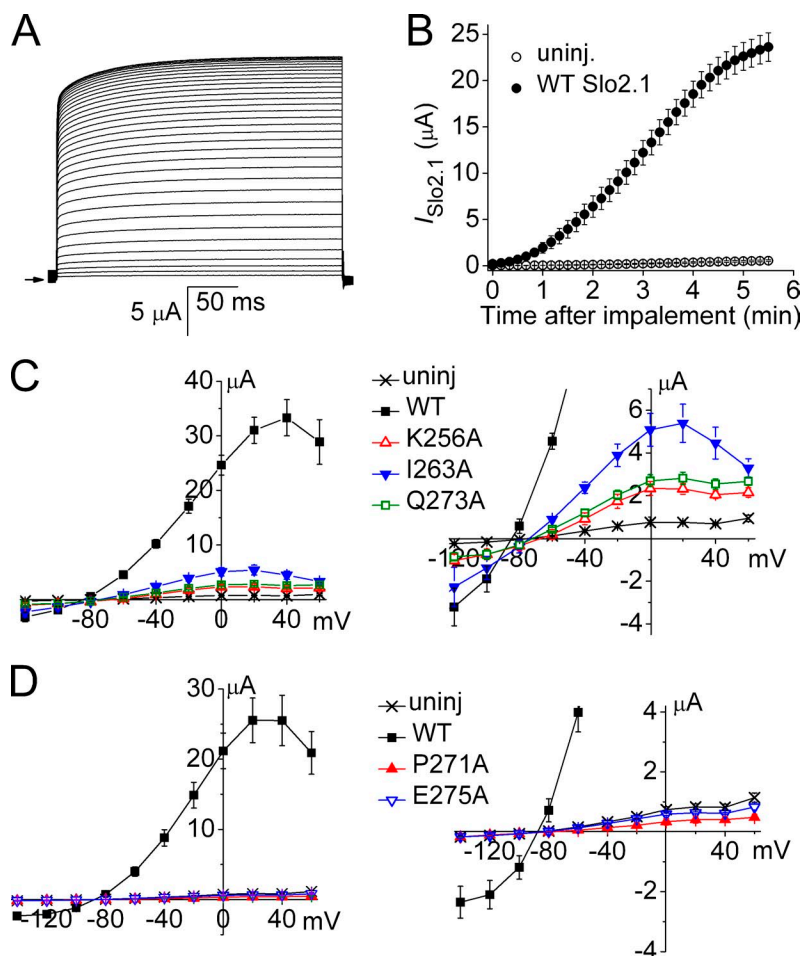 A
5 μA
50 ms
B
25
20
15
10
5
0
I Slo2.1 (μA)
uninj.
WT Slo2.1
0 1 2 3 4 5 6
Time after impalement (min)
C
40
30
20
10
μA
-80 -40 0 40 mV
uninj
WT
K256A
I263A
Q273A
μA
6
4
2
-120 -80 -40 40 mV
-2
-4
D
30
20
10
μA
-120 -80 -40 0 40 mV
uninj
WT
P271A
E275A
μA
4
2
-120 -80 -40 0 40 mV
-2
-4